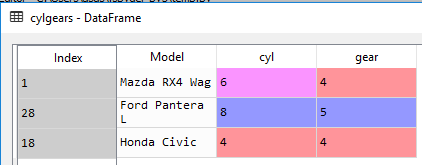 cylgears - DataFrame
Index Model cyl gear
1 Mazda RX4 Wag 6 4
28 Ford Pantera L 8 5
18 Honda Civic 4 4